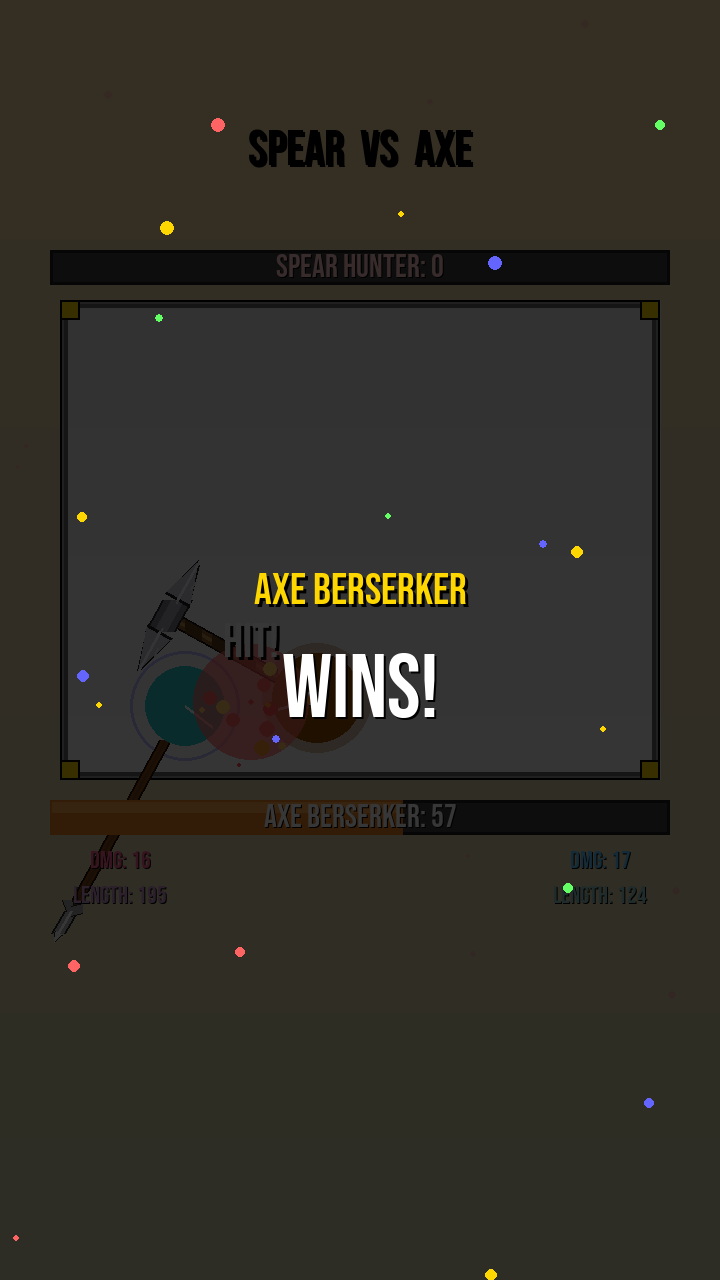 SPEAR VS AXE
SPEAR HUNTER: 0
AXE BERSERKER
HIT!
WINS!
AXE BERSERKER: 57
DMG: 16
DMG: 17
LENGTH: 195
LENGTH: 124